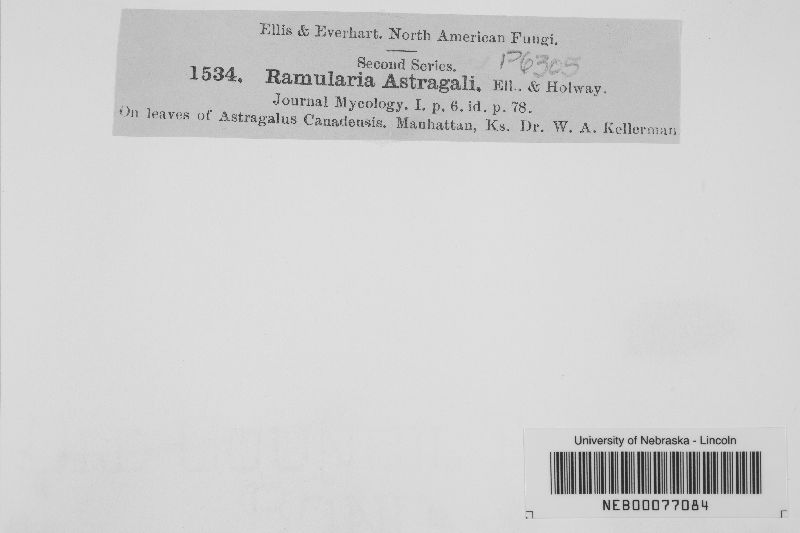 Ellis & Everhart. North American Fungi.
Second Series. P6305
1534. Ramularia Astragali, Ell. & Holway.
Journal Mycology. I. p. 6. id. p. 78.
On leaves of Astragalus Canadensis. Manhattan, Ks. Dr. W. A. Kellerman
University of Nebraska - Lincoln
NEB00077084